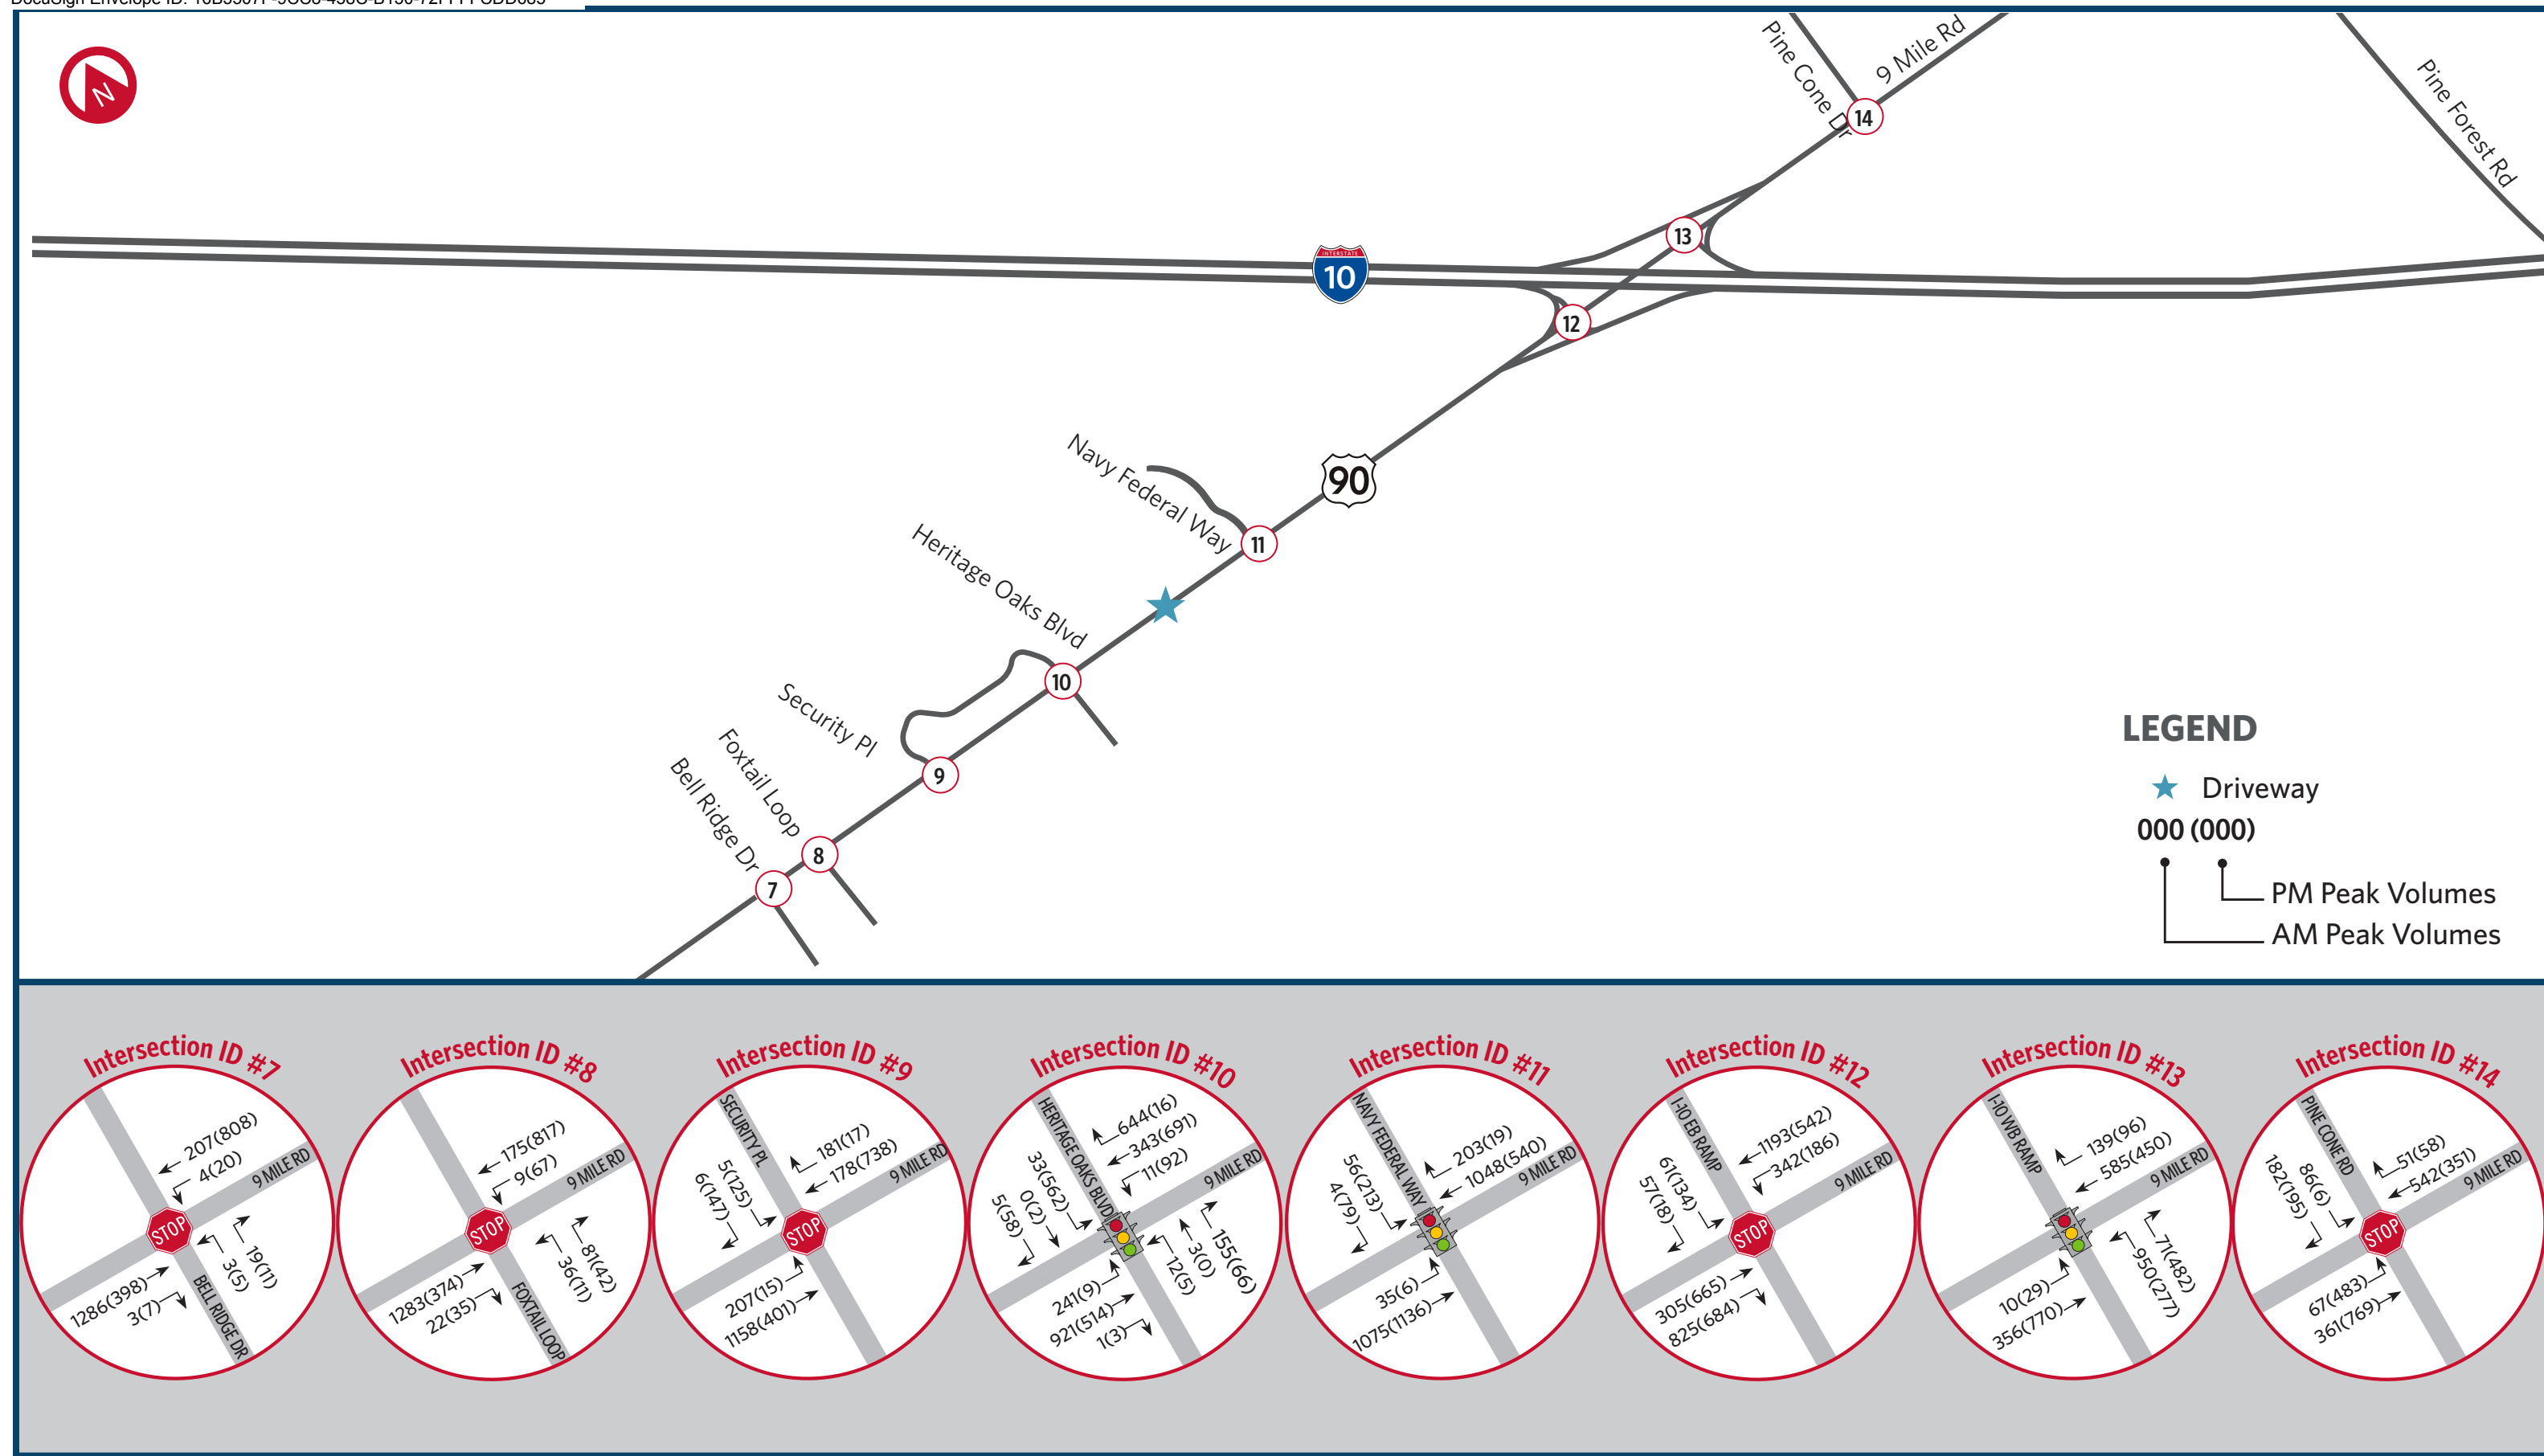 N
Pine Cone Dr
9 Mile Rd
Pine Forest Rd
14
13
INTERSTATE
10
12
90
Navy Federal Way
11
Heritage Oaks Blvd
10
Security Pl
9
Foxtail Loop
8
Bell Ridge Dr
7
LEGEND
Driveway
000 (000)
PM Peak Volumes
AM Peak Volumes
Intersection ID #7
207(808)
4(20)
9 MILE RD
STOP
19(11)
3(5)
1286(398)
3(7)
BELL RIDGE DR
Intersection ID #8
175(817)
9(67)
9 MILE RD
STOP
81(42)
36(11)
1283(374)
22(35)
FOXTAIL LOOP
Intersection ID #9
SECURITY PL
181(17)
178(738)
9 MILE RD
5(125)
6(147)
STOP
207(15)
1158(401)
Intersection ID #10
HERITAGE OAKS BLVD
644(16)
343(691)
11(92)
9 MILE RD
33(562)
0(2)
5(58)
155(66)
3(0)
12(5)
241(9)
921(514)
1(3)
Intersection ID #11
NAVY FEDERAL WAY
203(19)
1048(540)
9 MILE RD
56(213)
4(79)
35(6)
1075(1136)
Intersection ID #12
I-10 EB RAMP
1193(542)
342(186)
9 MILE RD
61(134)
57(18)
STOP
305(665)
825(684)
Intersection ID #13
I-10 WB RAMP
139(96)
585(450)
9 MILE RD
71(482)
950(277)
10(29)
356(770)
Intersection ID #14
PINE CONE RD
51(58)
542(351)
9 MILE RD
86(6)
182(195)
STOP
67(483)
361(769)